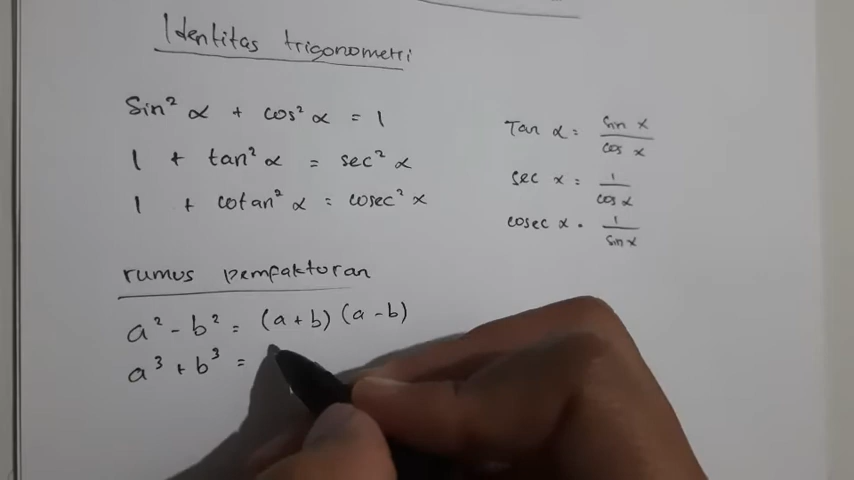 Identitas trigonometri
Sin² α + cos² α = 1
1 + tan² α = sec² α
1 + cotan² α = cosec² α
Tan α = sin α / cos α
sec α = 1 / cos α
cosec α = 1 / sin α
rumus pemfaktoran
a² - b² = (a + b) (a - b)
a³ + b³ =